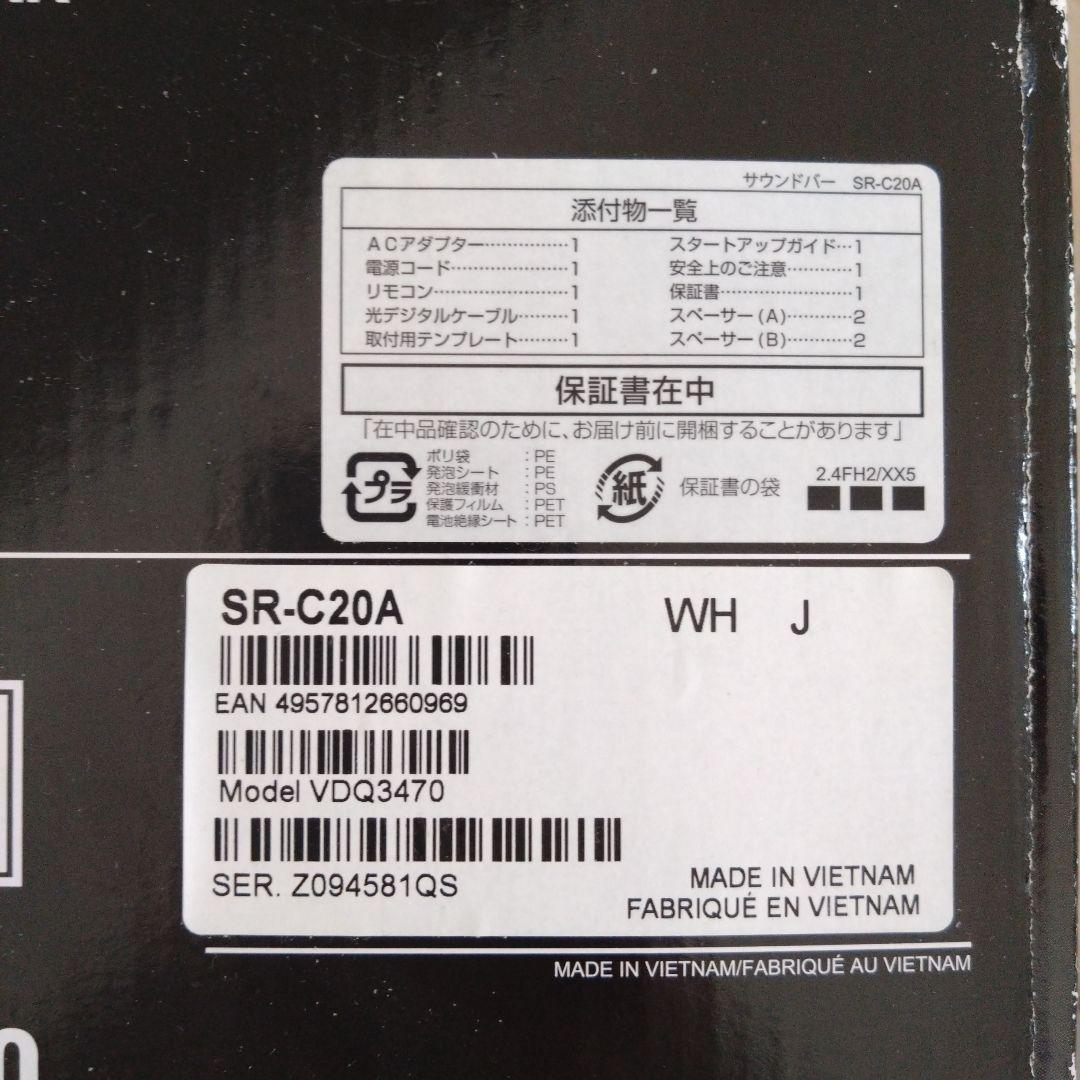 サウンドバー SR-C20A
添付物一覧
ACアダプター……………1
電源コード…………………1
リモコン……………………1
光デジタルケーブル………1
取付用テンプレート………1
スタートアップガイド…1
安全上のご注意…………1
保証書……………………1
スペーサー(A)…………2
スペーサー(B)…………2
保証書在中
「在中品確認のために、お届け前に開梱することがあります」
プラ
ポリ袋 : PE
発泡シート : PE
発泡緩衝材 : PS
保護フィルム : PET
電池絶縁シート : PET
紙 保証書の袋
2.4FH2/XX5
SR-C20A WH J
EAN 4957812660969
Model VDQ3470
SER. Z094581QS
MADE IN VIETNAM
FABRIQUÉ EN VIETNAM
MADE IN VIETNAM/FABRIQUÉ AU VIETNAM